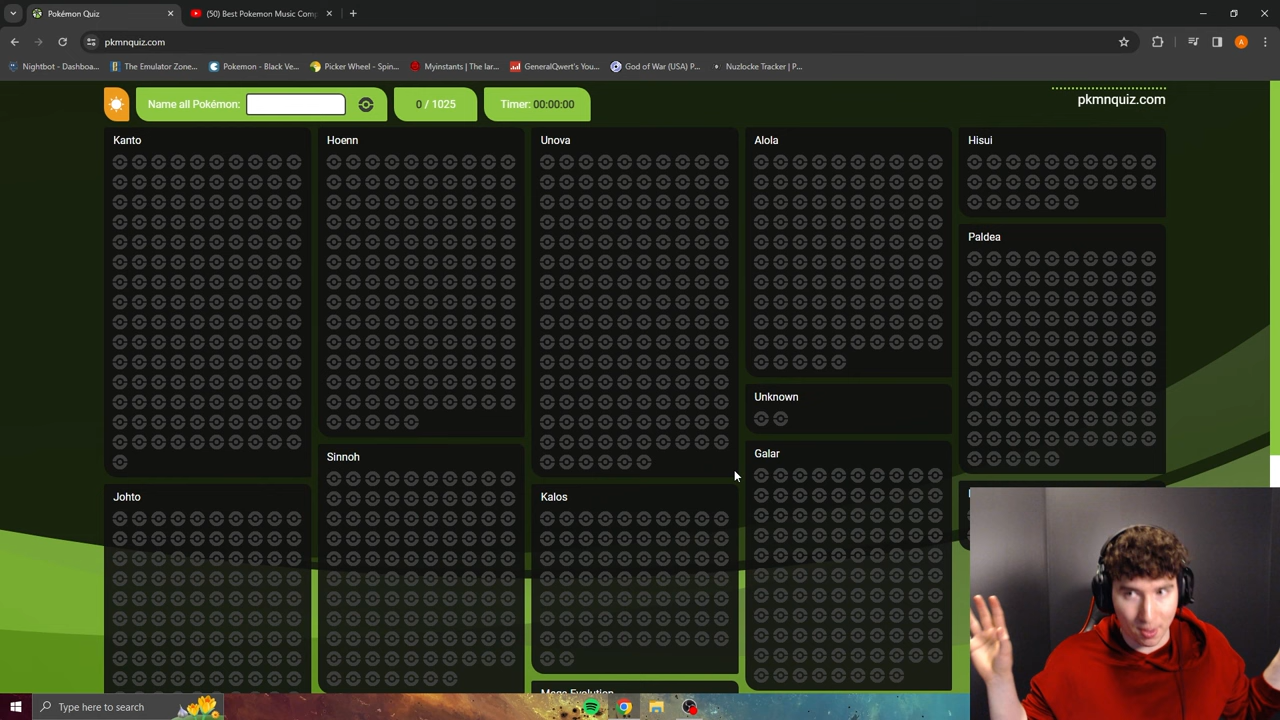 Pokémon Quiz
(50) Best Pokemon Music Comp
pkmnquiz.com
Nightbot - Dashboa...
The Emulator Zone...
Pokemon - Black Ve...
Picker Wheel - Spin...
Myinstants | The lar...
GeneralQwert's You...
God of War (USA) P...
Nuzlocke Tracker | P...
A
Name all Pokémon:
0 / 1025
Timer: 00:00:00
pkmnquiz.com
Kanto
Hoenn
Unova
Alola
Hisui
Paldea
Unknown
Galar
Sinnoh
Johto
Kalos
Mega Evolution
Type here to search